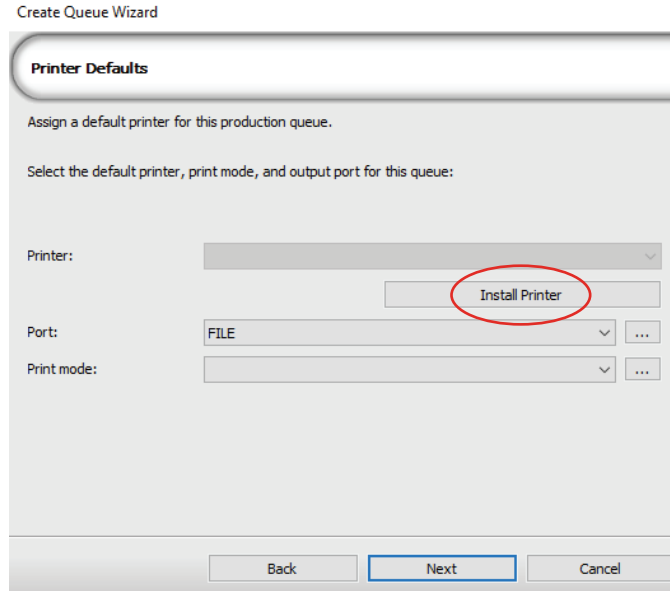 Create Queue Wizard
Printer Defaults
Assign a default printer for this production queue.
Select the default printer, print mode, and output port for this queue:
Printer:
Install Printer
Port:
FILE
...
Print mode:
...
Back
Next
Cancel